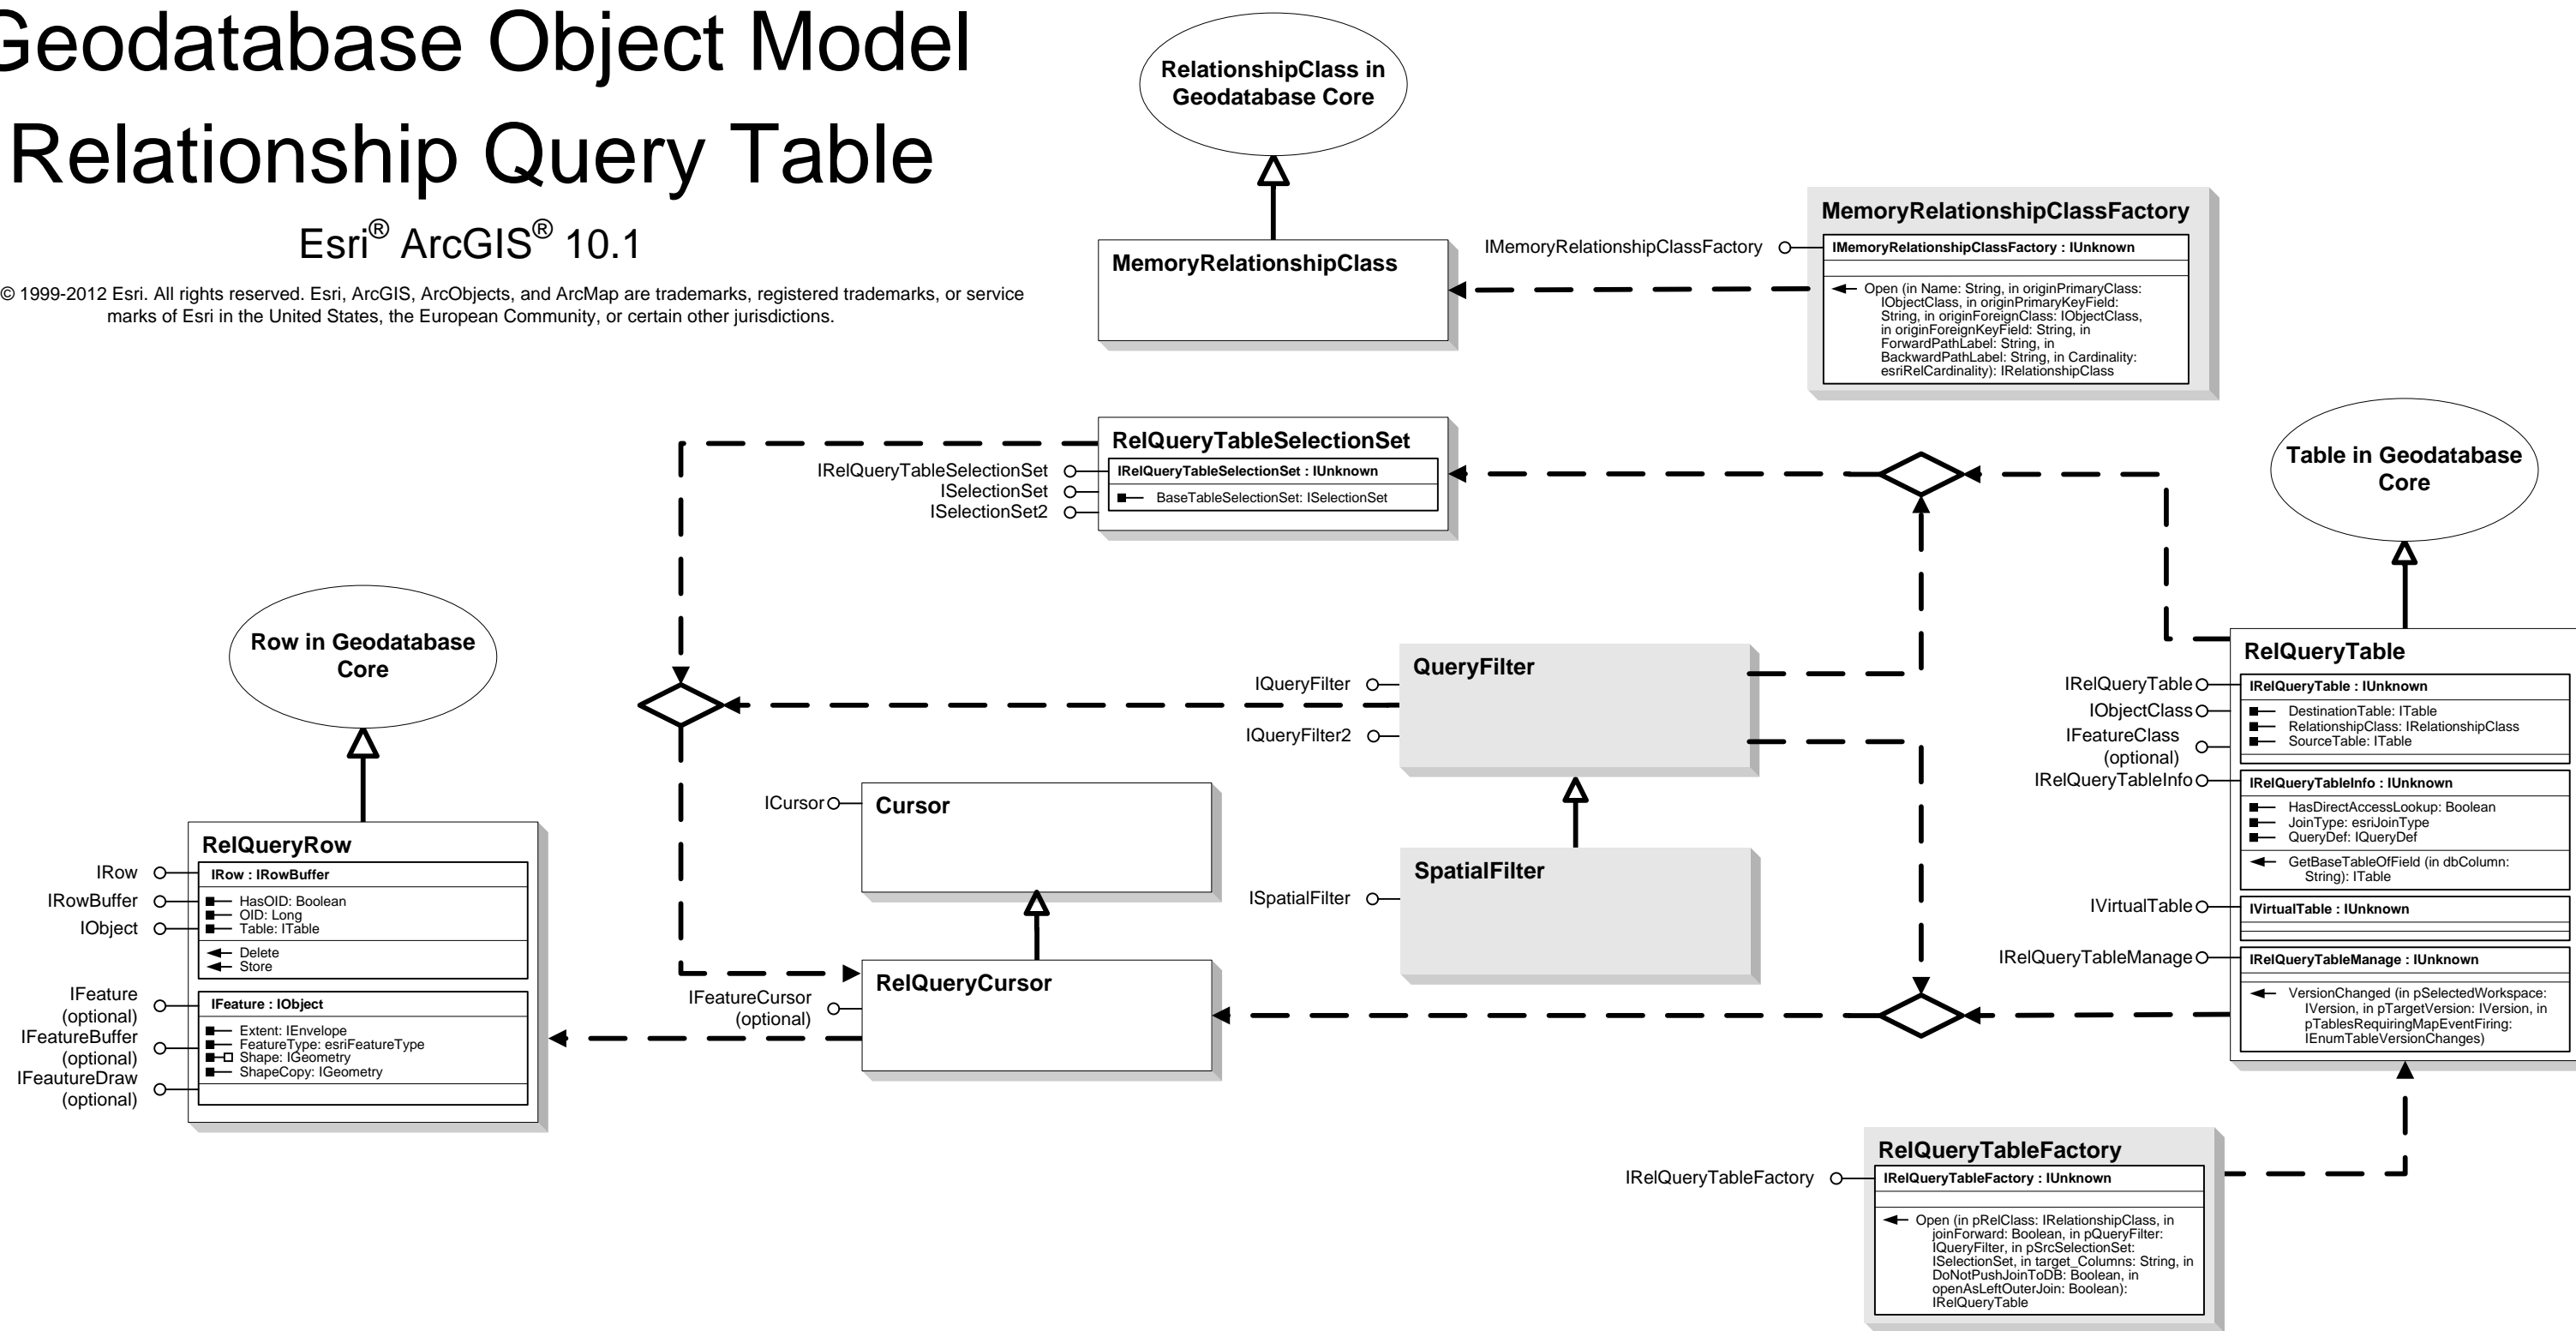 Geodatabase Object Model
Relationship Query Table
Esri® ArcGIS® 10.1
© 1999-2012 Esri. All rights reserved. Esri, ArcGIS, ArcObjects, and ArcMap are trademarks, registered trademarks, or service
marks of Esri in the United States, the European Community, or certain other jurisdictions.
RelationshipClass in
Geodatabase Core
MemoryRelationshipClass
IMemoryRelationshipClassFactory
MemoryRelationshipClassFactory
IMemoryRelationshipClassFactory : IUnknown
Open (in Name: String, in originPrimaryClass:
IObjectClass, in originPrimaryKeyField:
String, in originForeignClass: IObjectClass,
in originForeignKeyField: String, in
ForwardPathLabel: String, in
BackwardPathLabel: String, in Cardinality:
esriRelCardinality): IRelationshipClass
RelQueryTableSelectionSet
IRelQueryTableSelectionSet
ISelectionSet
ISelectionSet2
IRelQueryTableSelectionSet : IUnknown
BaseTableSelectionSet: ISelectionSet
Table in Geodatabase
Core
Row in Geodatabase
Core
QueryFilter
IQueryFilter
IQueryFilter2
RelQueryTable
IRelQueryTable
IObjectClass
IFeatureClass
(optional)
IRelQueryTableInfo
IVirtualTable
IRelQueryTableManage
IRelQueryTable : IUnknown
DestinationTable: ITable
RelationshipClass: IRelationshipClass
SourceTable: ITable
IRelQueryTableInfo : IUnknown
HasDirectAccessLookup: Boolean
JoinType: esriJoinType
QueryDef: IQueryDef
GetBaseTableOfField (in dbColumn:
String): ITable
IVirtualTable : IUnknown
IRelQueryTableManage : IUnknown
VersionChanged (in pSelectedWorkspace:
IVersion, in pTargetVersion: IVersion, in
pTablesRequiringMapEventFiring:
IEnumTableVersionChanges)
ICursor
Cursor
ISpatialFilter
SpatialFilter
RelQueryRow
IRow
IRowBuffer
IObject
IRow : IRowBuffer
HasOID: Boolean
OID: Long
Table: ITable
Delete
Store
IFeature
(optional)
IFeatureBuffer
(optional)
IFeautureDraw
(optional)
IFeature : IObject
Extent: IEnvelope
FeatureType: esriFeatureType
Shape: IGeometry
ShapeCopy: IGeometry
IFeatureCursor
(optional)
RelQueryCursor
IRelQueryTableFactory
RelQueryTableFactory
IRelQueryTableFactory : IUnknown
Open (in pRelClass: IRelationshipClass, in
joinForward: Boolean, in pQueryFilter:
IQueryFilter, in pSrcSelectionSet:
ISelectionSet, in target_Columns: String, in
DoNotPushJoinToDB: Boolean, in
openAsLeftOuterJoin: Boolean):
IRelQueryTable